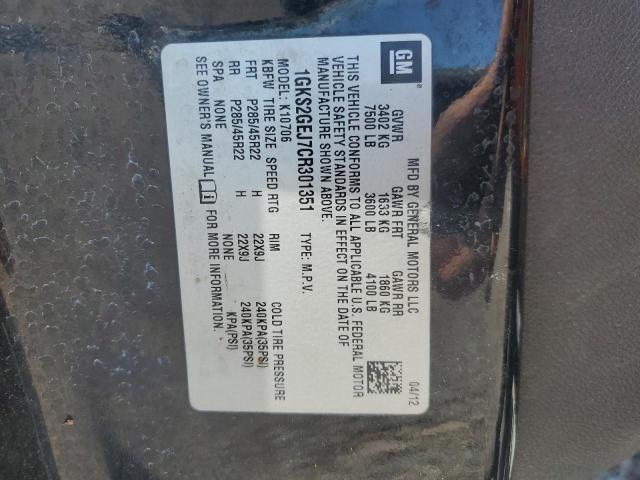 GM ®
MFD BY GENERAL MOTORS LLC 04/12
GVWR GAWR FRT GAWR RR
3402 KG 1633 KG 1860 KG
7500 LB 3600 LB 4100 LB
THIS VEHICLE CONFORMS TO ALL APPLICABLE U.S. FEDERAL MOTOR
VEHICLE SAFETY STANDARDS IN EFFECT ON THE DATE OF
MANUFACTURE SHOWN ABOVE.
1GKS2GEJ7CR301351 TYPE: M.P.V.
MODEL: K10706
KBFW TIRE SIZE SPEED RTG RIM COLD TIRE PRESSURE
FRT P285/45R22 H 22X9J 240KPA(35PSI)
RR P285/45R22 H 22X9J 240KPA(35PSI)
SPA NONE NONE KPA(PSI)
SEE OWNER'S MANUAL FOR MORE INFORMATION.